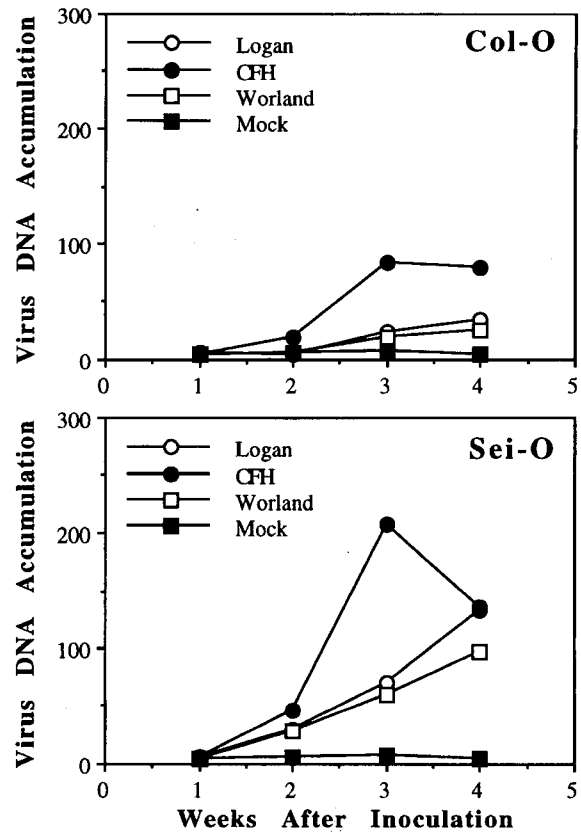 Virus DNA Accumulation
300
200
100
0
Col-O
Logan
CFH
Worland
Mock
0 1 2 3 4 5
Virus DNA Accumulation
300
200
100
0
Sei-O
Logan
CFH
Worland
Mock
0 1 2 3 4 5
Weeks After Inoculation